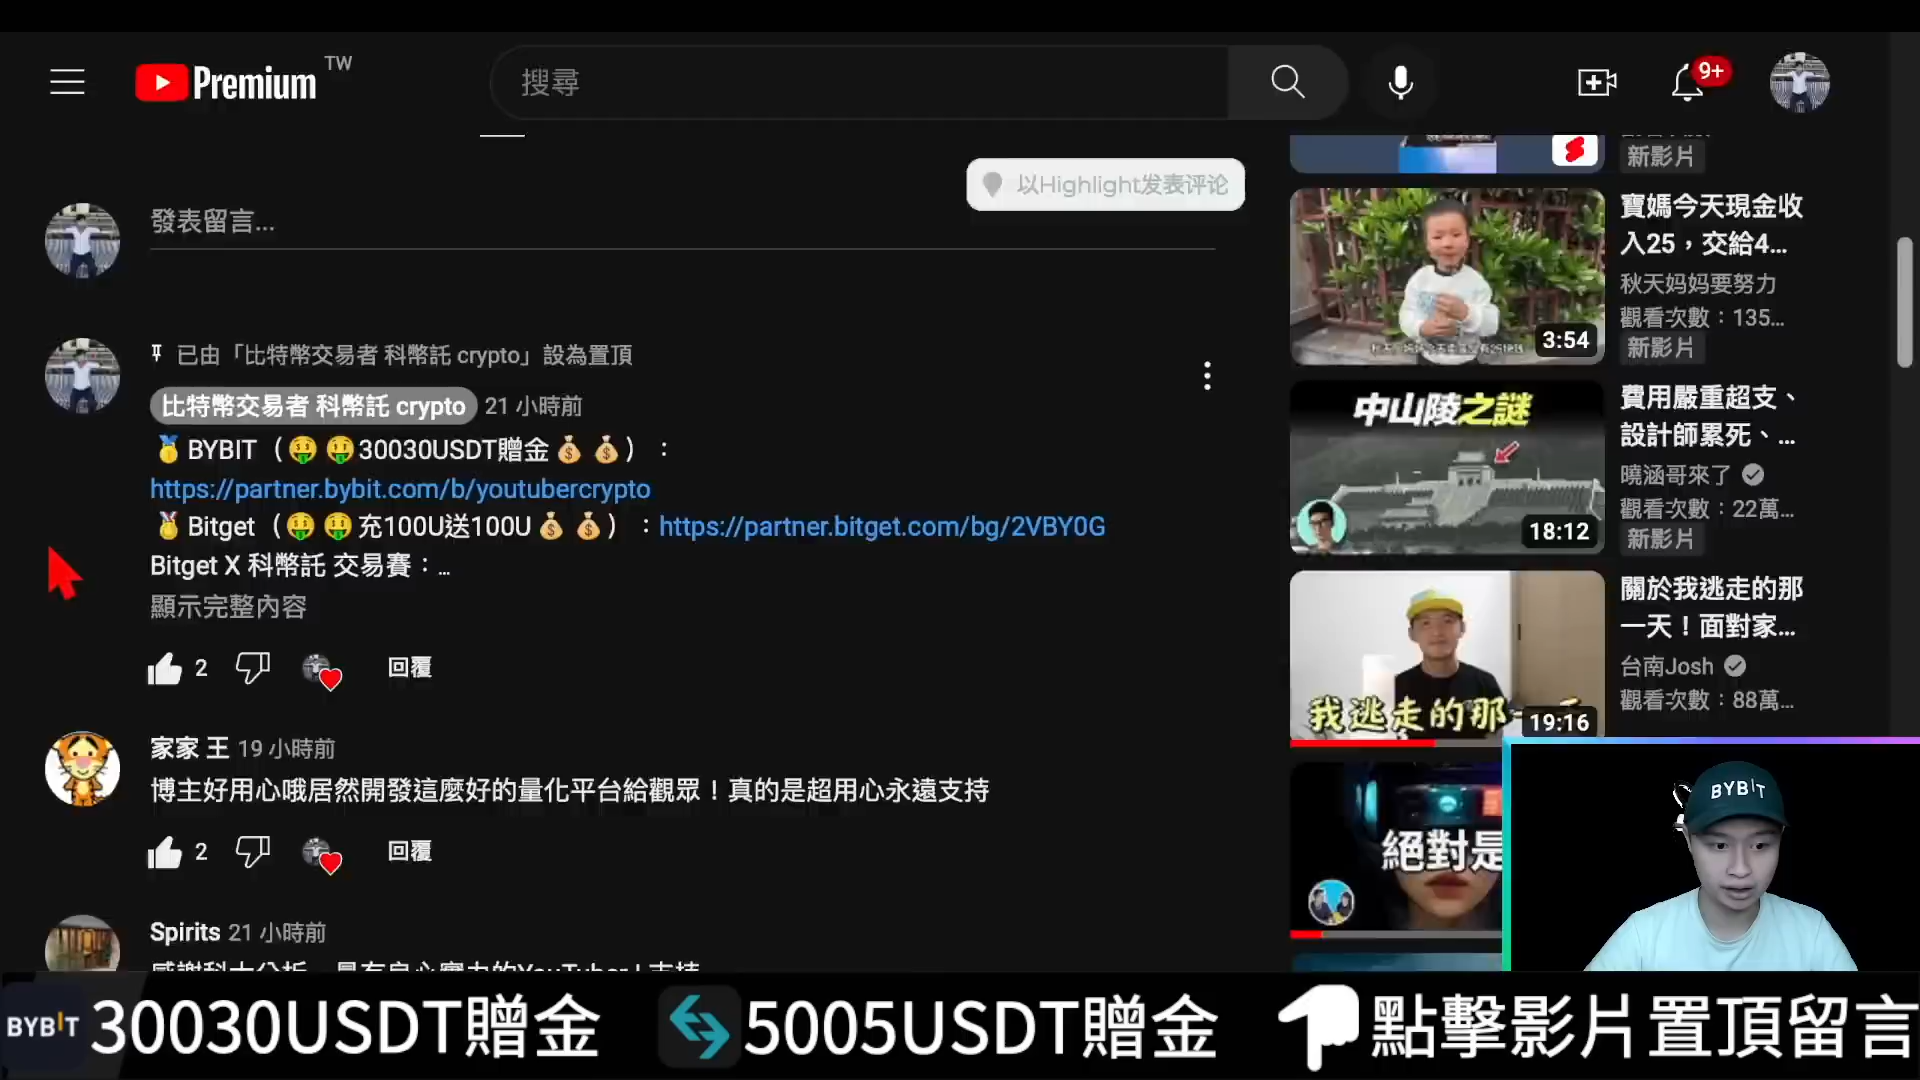 Premium TW
搜尋
9+
以Highlight发表评论
發表留言...
已由「比特幣交易者 科幣託 crypto」設為置頂
比特幣交易者 科幣託 crypto 21 小時前
🥇BYBIT（🤑🤑30030USDT贈金💰💰）：
https://partner.bybit.com/b/youtubercrypto
🥇Bitget（🤑🤑充100U送100U💰💰）：https://partner.bitget.com/bg/2VBY0G
Bitget X 科幣託 交易賽：...
顯示完整內容
2 回覆
家家 王 19 小時前
博主好用心哦居然開發這麼好的量化平台給觀眾！真的是超用心永遠支持
2 回覆
Spirits 21 小時前
新影片
寶媽今天現金收
入25，交給4...
秋天妈妈要努力
觀看次數：135...
新影片
3:54
中山陵之謎
18:12
費用嚴重超支、
設計師累死、...
曉涵哥來了
觀看次數：22萬...
新影片
我逃走的那一天
19:16
關於我逃走的那
一天！面對家...
台南Josh
觀看次數：88萬...
絕對是
BYBIT
BYBIT 30030USDT贈金 5005USDT贈金 點擊影片置頂留言